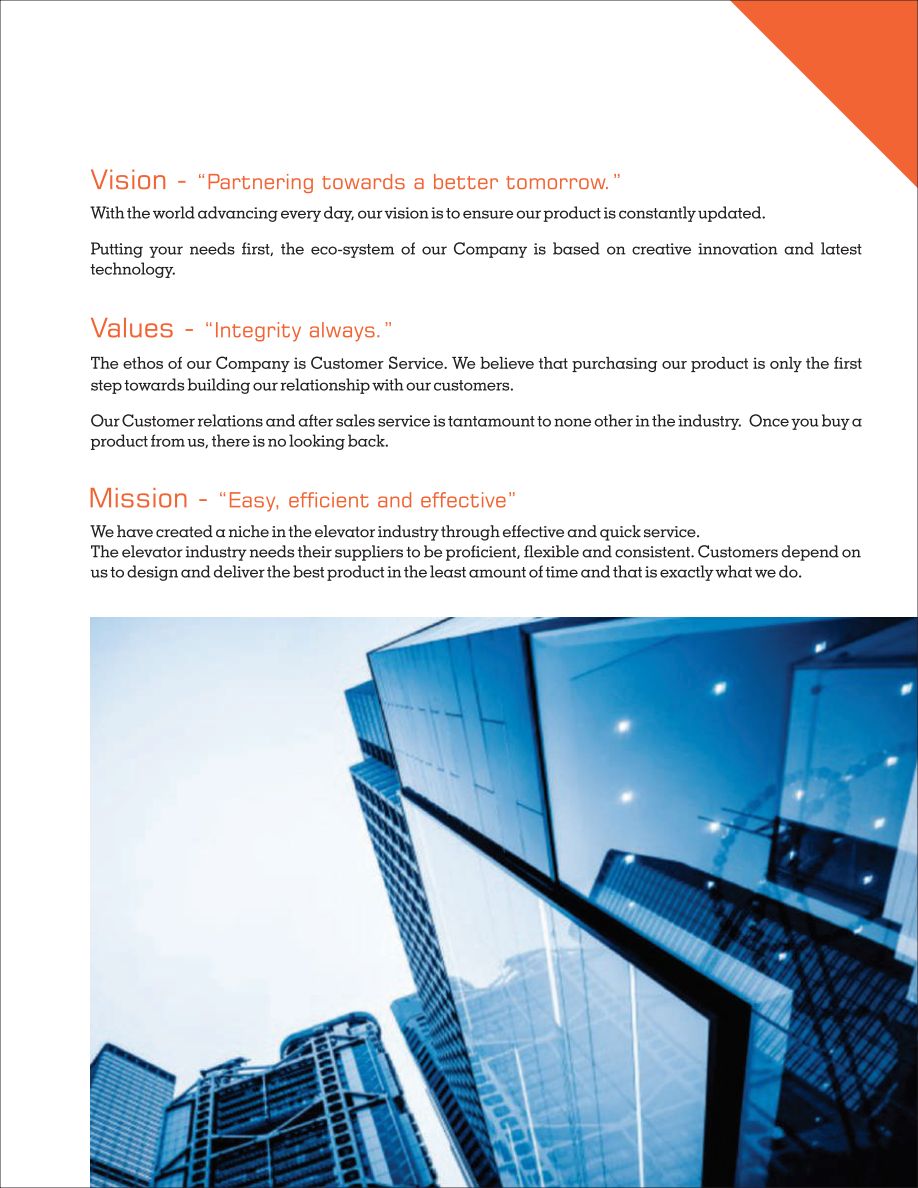 Vision - “Partnering towards a better tomorrow.”
With the world advancing every day, our vision is to ensure our product is constantly updated.
Putting your needs first, the eco-system of our Company is based on creative innovation and latest
technology.
Values - “Integrity always.”
The ethos of our Company is Customer Service. We believe that purchasing our product is only the first
step towards building our relationship with our customers.
Our Customer relations and after sales service is tantamount to none other in the industry.  Once you buy a
product from us, there is no looking back.
Mission - “Easy, efficient and effective”
We have created a niche in the elevator industry through effective and quick service.
The elevator industry needs their suppliers to be proficient, flexible and consistent. Customers depend on
us to design and deliver the best product in the least amount of time and that is exactly what we do.